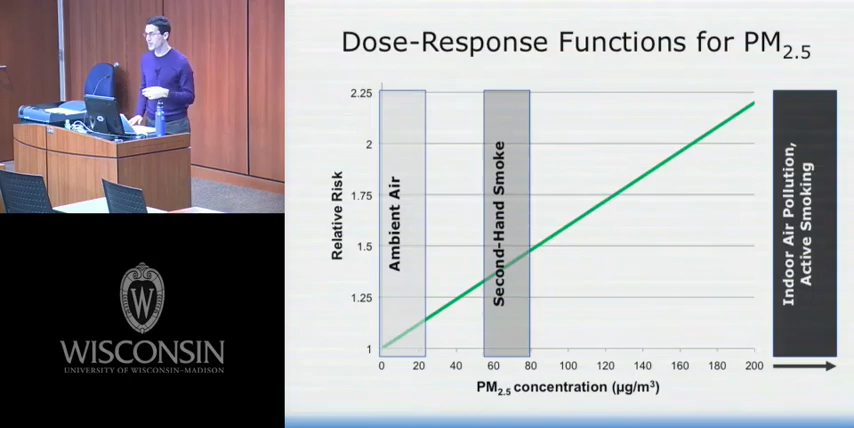 Dose-Response Functions for PM2.5
2.25
2
1.75
1.5
1.25
1
Relative Risk
Ambient Air
Second-Hand Smoke
Indoor Air Pollution,
Active Smoking
0 20 40 60 80 100 120 140 160 180 200
PM2.5 concentration (µg/m³)
W
WISCONSIN
UNIVERSITY OF WISCONSIN–MADISON